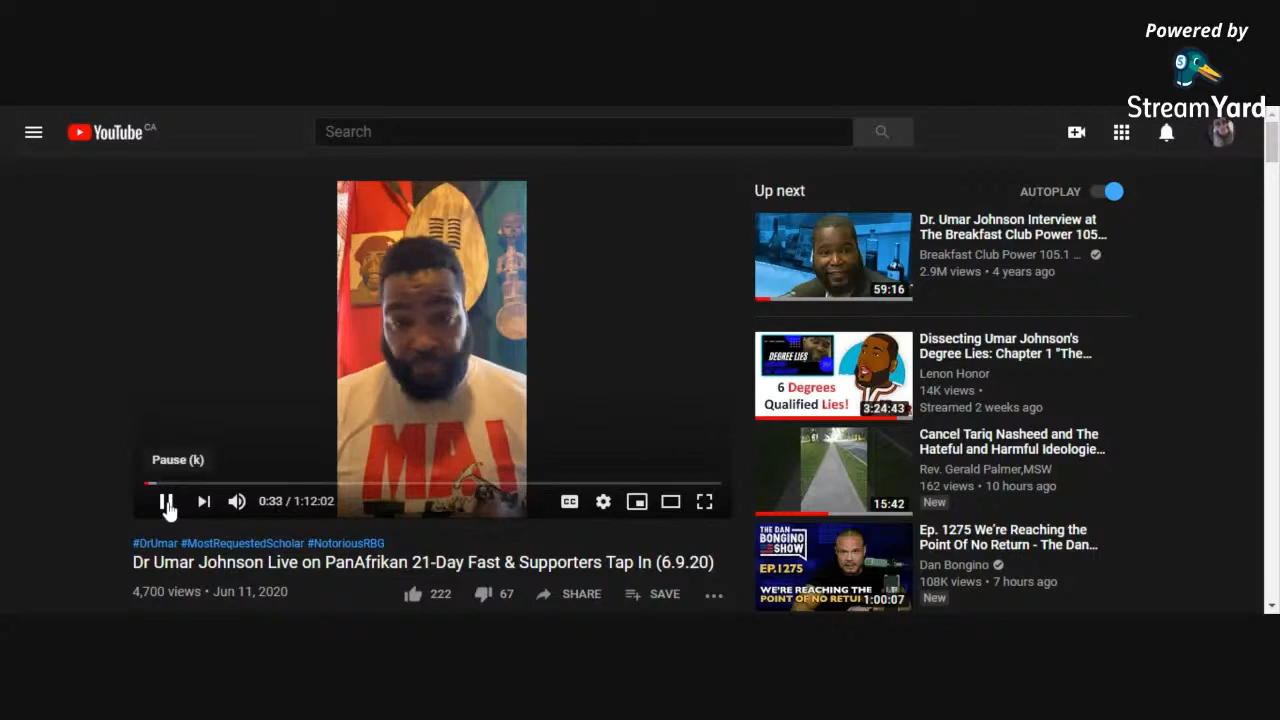 Powered by
StreamYard
YouTube CA
Search
Up next
AUTOPLAY
MAI
Pause (k)
0:33 / 1:12:02
CC
#DrUmar #MostRequestedScholar #NotoriousRBG
Dr Umar Johnson Live on PanAfrikan 21-Day Fast & Supporters Tap In (6.9.20)
4,700 views • Jun 11, 2020
222
67
SHARE
SAVE
59:16
Dr. Umar Johnson Interview at
The Breakfast Club Power 105...
Breakfast Club Power 105.1 ...
2.9M views • 4 years ago
DEGREE LIES
6 Degrees
Qualified Lies!
3:24:43
Dissecting Umar Johnson's
Degree Lies: Chapter 1 "The...
Lenon Honor
14K views •
Streamed 2 weeks ago
15:42
Cancel Tariq Nasheed and The
Hateful and Harmful Ideologie...
Rev. Gerald Palmer,MSW
162 views • 10 hours ago
New
THE DAN
BONGINO
SHOW
EP.1275
WE'RE REACHING THE
POINT OF NO RETU
1:00:07
Ep. 1275 We're Reaching the
Point Of No Return - The Dan...
Dan Bongino
108K views • 7 hours ago
New